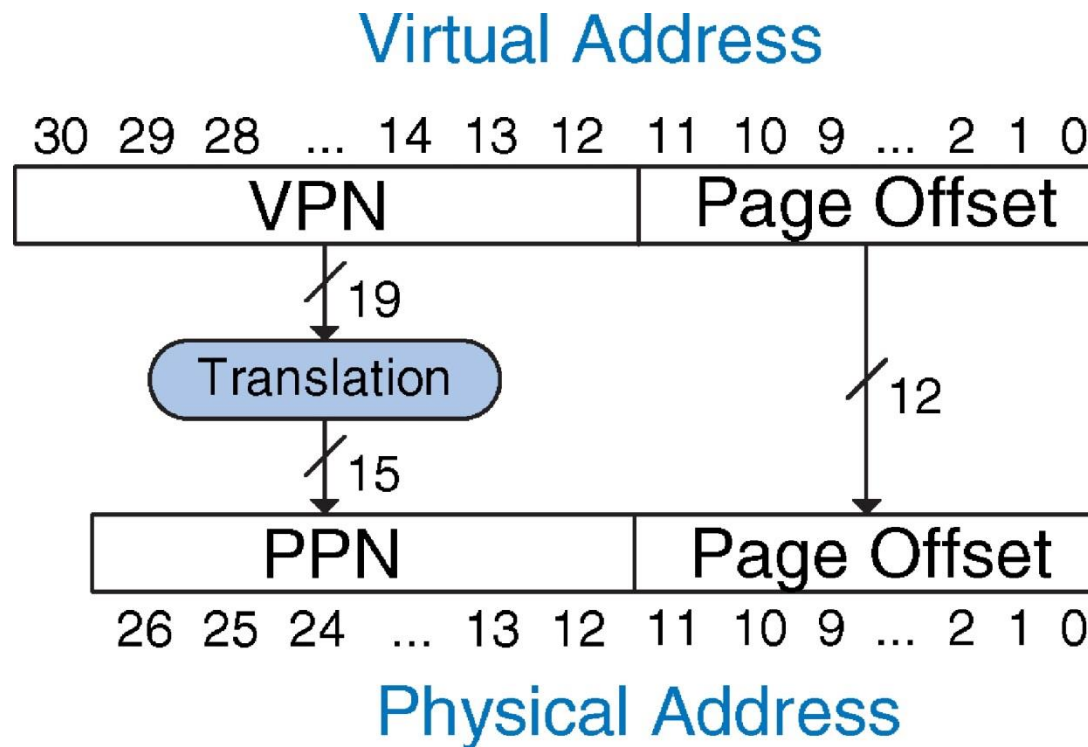 Virtual Address
30 29 28 ... 14 13 12 11 10 9 ... 2 1 0
VPN Page Offset
19
Translation
12
15
PPN Page Offset
26 25 24 ... 13 12 11 10 9 ... 2 1 0
Physical Address